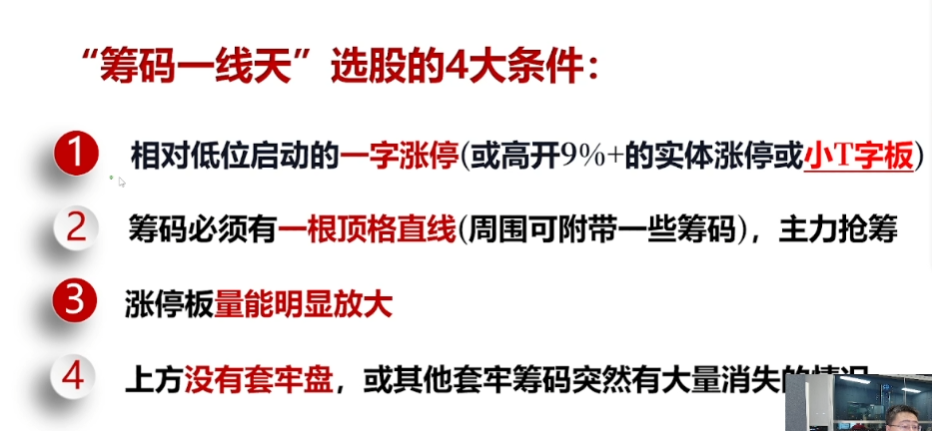 “筹码一线天”选股的4大条件：
1 相对低位启动的一字涨停(或高开9%+的实体涨停或小T字板)
2 筹码必须有一根顶格直线(周围可附带一些筹码)，主力抢筹
3 涨停板量能明显放大
4 上方没有套牢盘，或其他套牢筹码突然有大量消失的情况